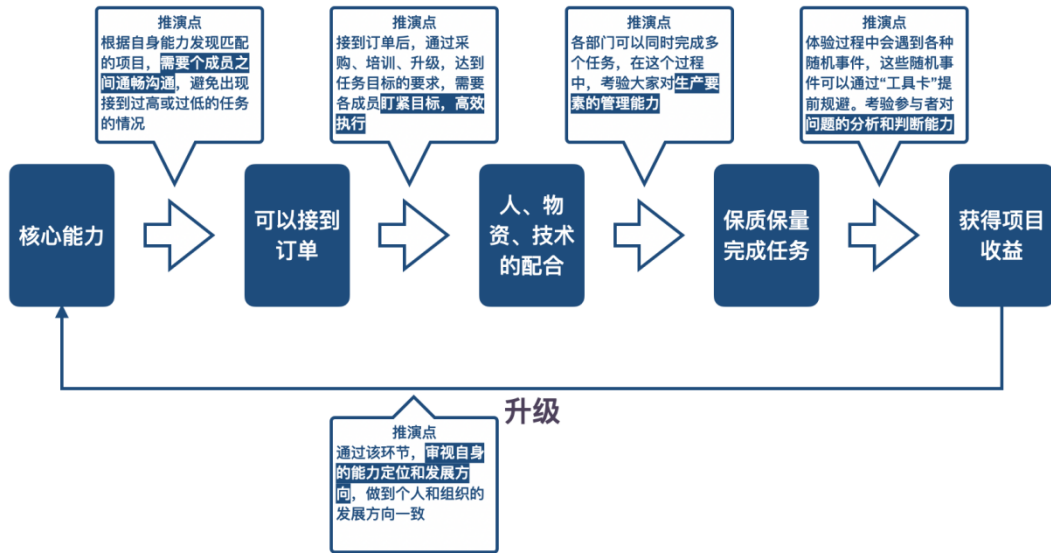 推演点
根据自身能力发现匹配
的项目，需要个成员之
间通畅沟通，避免出现
接到过高或过低的任务
的情况
推演点
接到订单后，通过采
购、培训、升级，达到
任务目标的要求，需要
各成员盯紧目标，高效
执行
推演点
各部门可以同时完成多
个任务，在这个过程
中，考验大家对生产要
素的管理能力
推演点
体验过程中会遇到各种
随机事件，这些随机事
件可以通过“工具卡”提
前规避。考验参与者对
问题的分析和判断能力
核心能力
可以接到
订单
人、物
资、技术
的配合
保质保量
完成任务
获得项目
收益
升级
推演点
通过该环节，审视自身
的能力定位和发展方
向，做到个人和组织的
发展方向一致